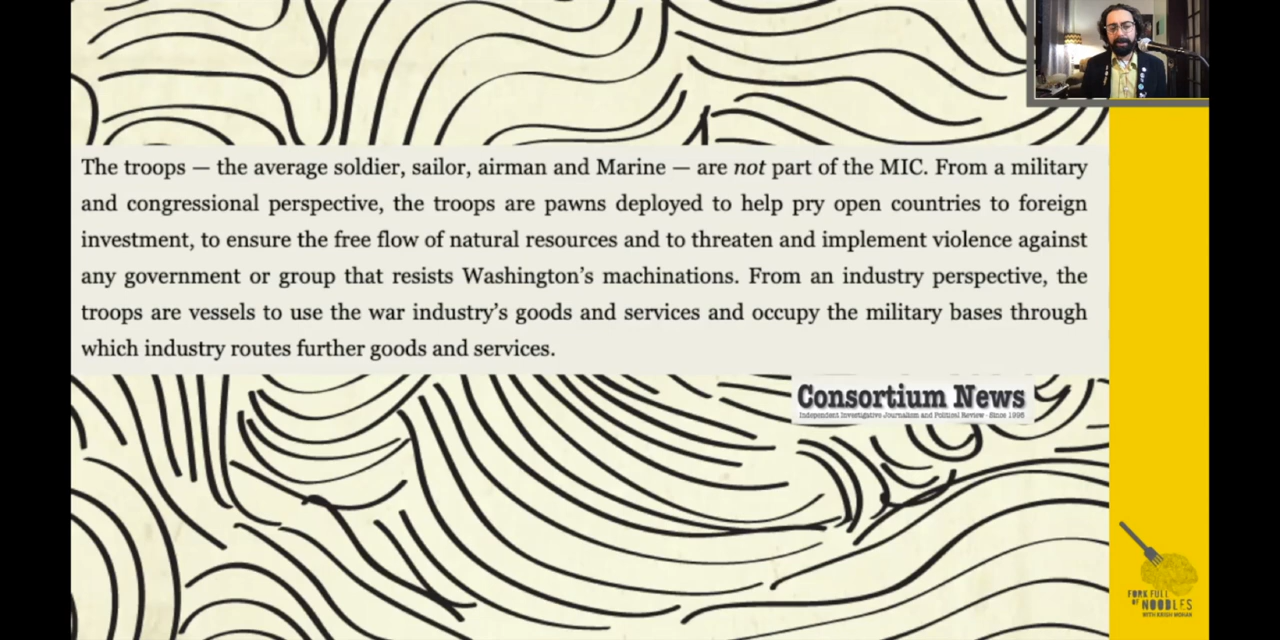 The troops — the average soldier, sailor, airman and Marine — are not part of the MIC. From a military
and congressional perspective, the troops are pawns deployed to help pry open countries to foreign
investment, to ensure the free flow of natural resources and to threaten and implement violence against
any government or group that resists Washington’s machinations. From an industry perspective, the
troops are vessels to use the war industry’s goods and services and occupy the military bases through
which industry routes further goods and services.
Consortium News
Independent Investigative Journalism and Political Review - Since 1995
FORK FULL
OF NOODLES
WITH KRISH MOHAN